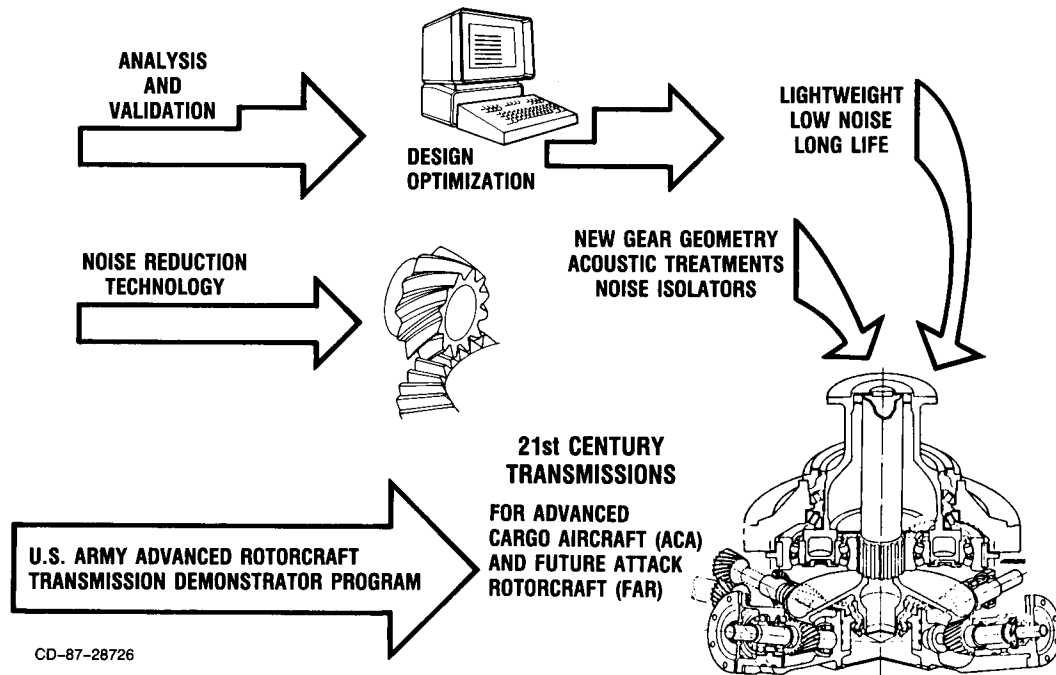 ANALYSIS
AND
VALIDATION
DESIGN
OPTIMIZATION
LIGHTWEIGHT
LOW NOISE
LONG LIFE
NOISE REDUCTION
TECHNOLOGY
NEW GEAR GEOMETRY
ACOUSTIC TREATMENTS
NOISE ISOLATORS
U.S. ARMY ADVANCED ROTORCRAFT
TRANSMISSION DEMONSTRATOR PROGRAM
21st CENTURY
TRANSMISSIONS
FOR ADVANCED
CARGO AIRCRAFT (ACA)
AND FUTURE ATTACK
ROTORCRAFT (FAR)
CD-87-28726